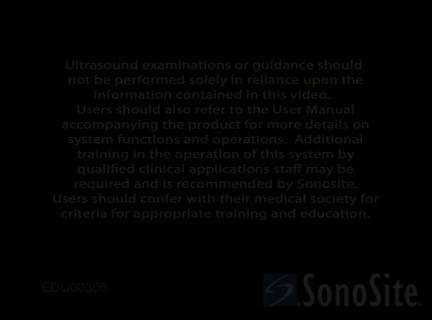 Ultrasound examinations or guidance should
not be performed solely in reliance upon the
information contained in this video.
Users should also refer to the User Manual
accompanying the product for more details on
system functions and operations.  Additional
training in the operation of this system by
qualified clinical applications staff may be
required and is recommended by Sonosite.
Users should confer with their medical society for
criteria for appropriate training and education.
EDU00306
SonoSite